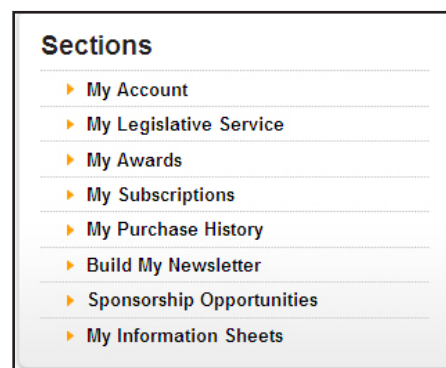 Sections
My Account
My Legislative Service
My Awards
My Subscriptions
My Purchase History
Build My Newsletter
Sponsorship Opportunities
My Information Sheets